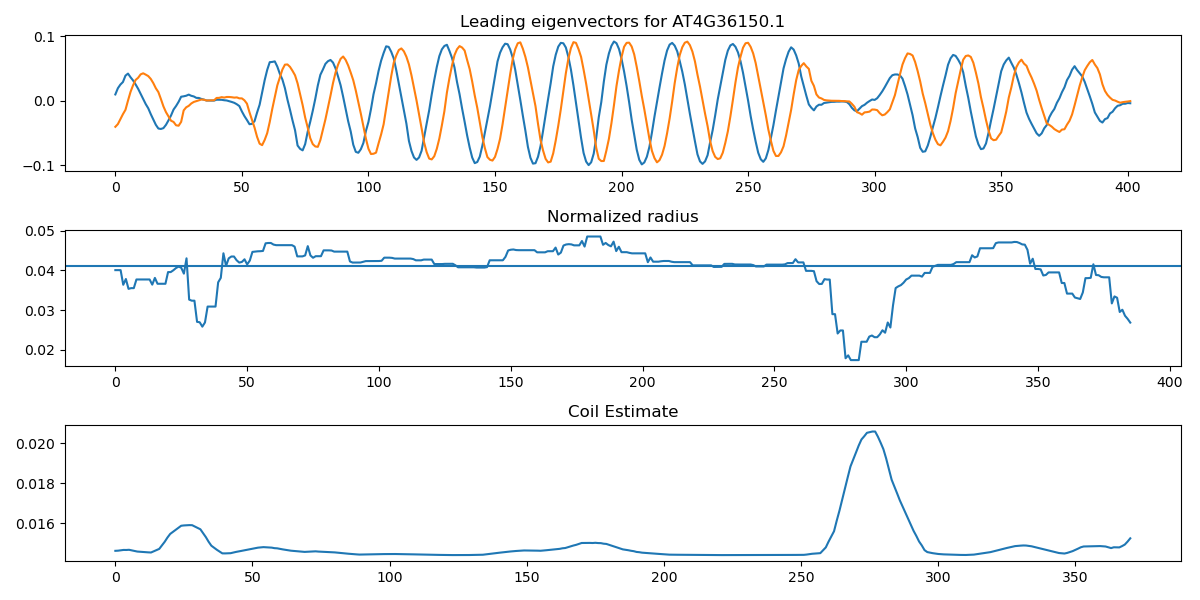 Leading eigenvectors for AT4G36150.1
0.1
0.0
−0.1
0 50 100 150 200 250 300 350 400
Normalized radius
0.05
0.04
0.03
0.02
0 50 100 150 200 250 300 350 400
Coil Estimate
0.020
0.018
0.016
0 50 100 150 200 250 300 350